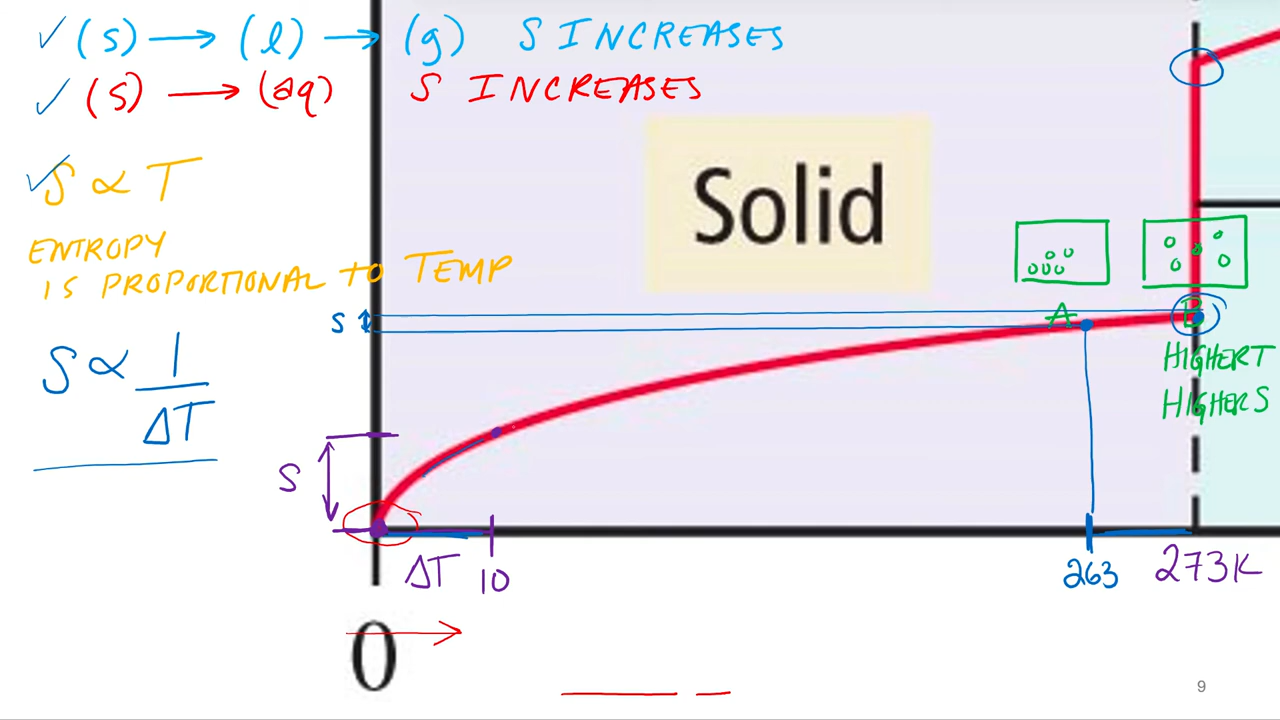 (s) → (l) → (g) S INCREASES
(s) → (aq) S INCREASES
S ∝ T
ENTROPY
IS PROPORTIONAL TO TEMP
S ∝ 1/ΔT
Solid
A
B
HIGHER T
HIGHER S
S
S
ΔT
10
263
273K
0
9